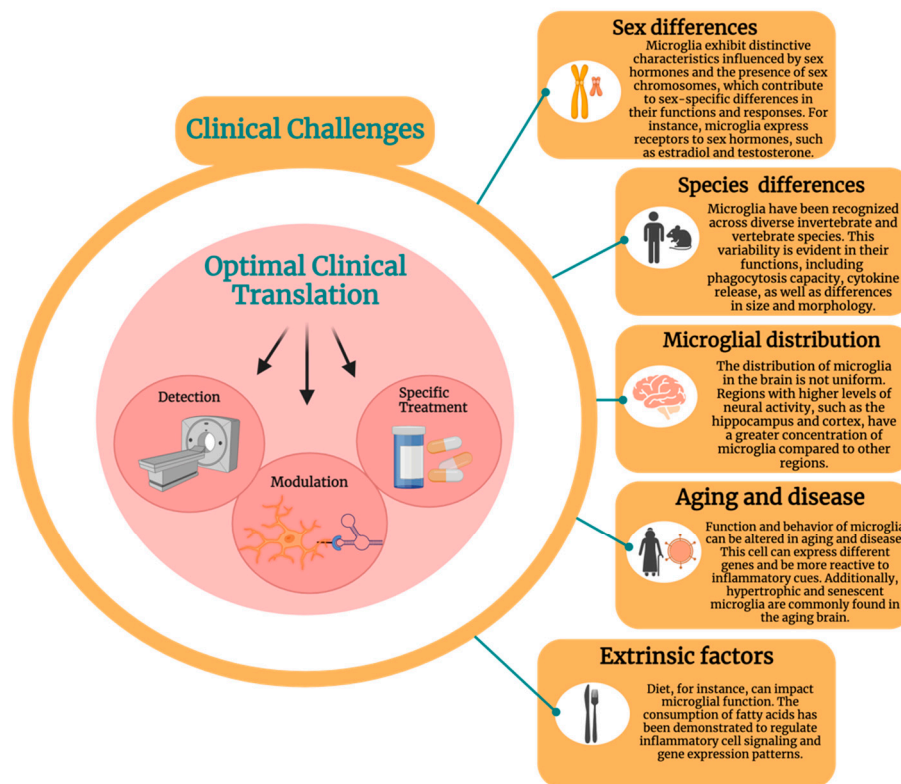 Clinical Challenges
Optimal Clinical
Translation
Detection
Specific
Treatment
Modulation
Sex differences
Microglia exhibit distinctive
characteristics influenced by sex
hormones and the presence of sex
chromosomes, which contribute
to sex-specific differences in
their functions and responses. For
instance, microglia express
receptors to sex hormones, such
as estradiol and testosterone.
Species differences
Microglia have been recognized
across diverse invertebrate and
vertebrate species. This
variability is evident in their
functions, including
phagocytosis capacity, cytokine
release, as well as differences
in size and morphology.
Microglial distribution
The distribution of microglia
in the brain is not uniform.
Regions with higher levels of
neural activity, such as the
hippocampus and cortex, have
a greater concentration of
microglia compared to other
regions.
Aging and disease
Function and behavior of microglia
can be altered in aging and disease
This cell can express different
genes and be more reactive to
inflammatory cues. Additionally,
hypertrophic and senescent
microglia are commonly found in
the aging brain.
Extrinsic factors
Diet, for instance, can impact
microglial function. The
consumption of fatty acids has
been demonstrated to regulate
inflammatory cell signaling and
gene expression patterns.